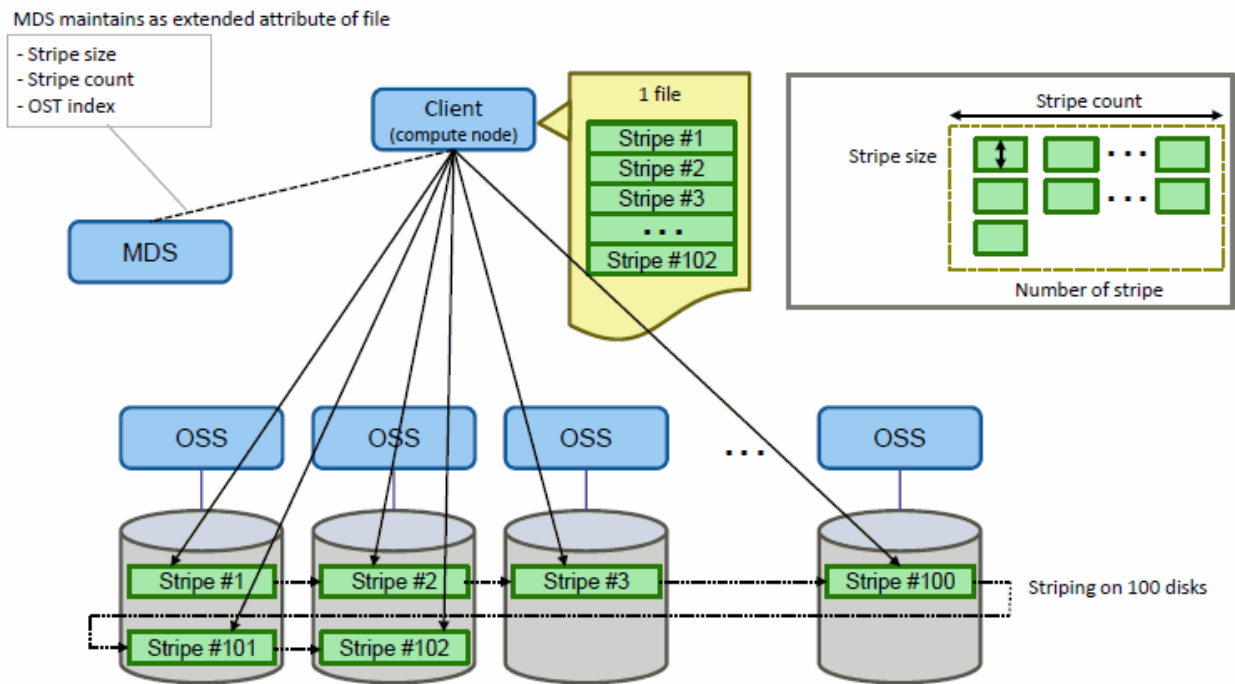 MDS maintains as extended attribute of file
- Stripe size
- Stripe count
- OST index
Client
(compute node)
MDS
1 file
Stripe #1
Stripe #2
Stripe #3
...
Stripe #102
Stripe count
Stripe size
...
...
Number of stripe
OSS
OSS
OSS
...
OSS
Stripe #1
Stripe #2
Stripe #3
Stripe #100
Striping on 100 disks
Stripe #101
Stripe #102